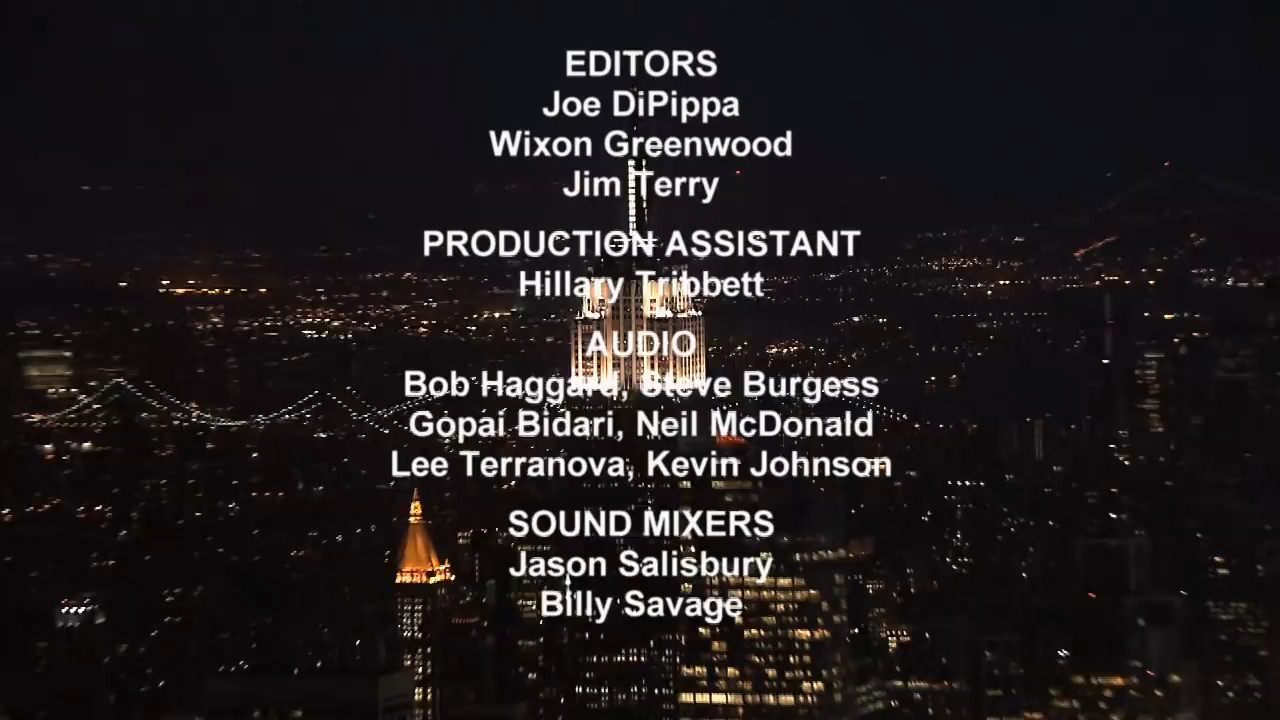 EDITORS
Joe DiPippa
Wixon Greenwood
Jim Terry
PRODUCTION ASSISTANT
Hillary Tribbett
AUDIO
Bob Haggard, Steve Burgess
Gopal Bidari, Neil McDonald
Lee Terranova, Kevin Johnson
SOUND MIXERS
Jason Salisbury
Billy Savage